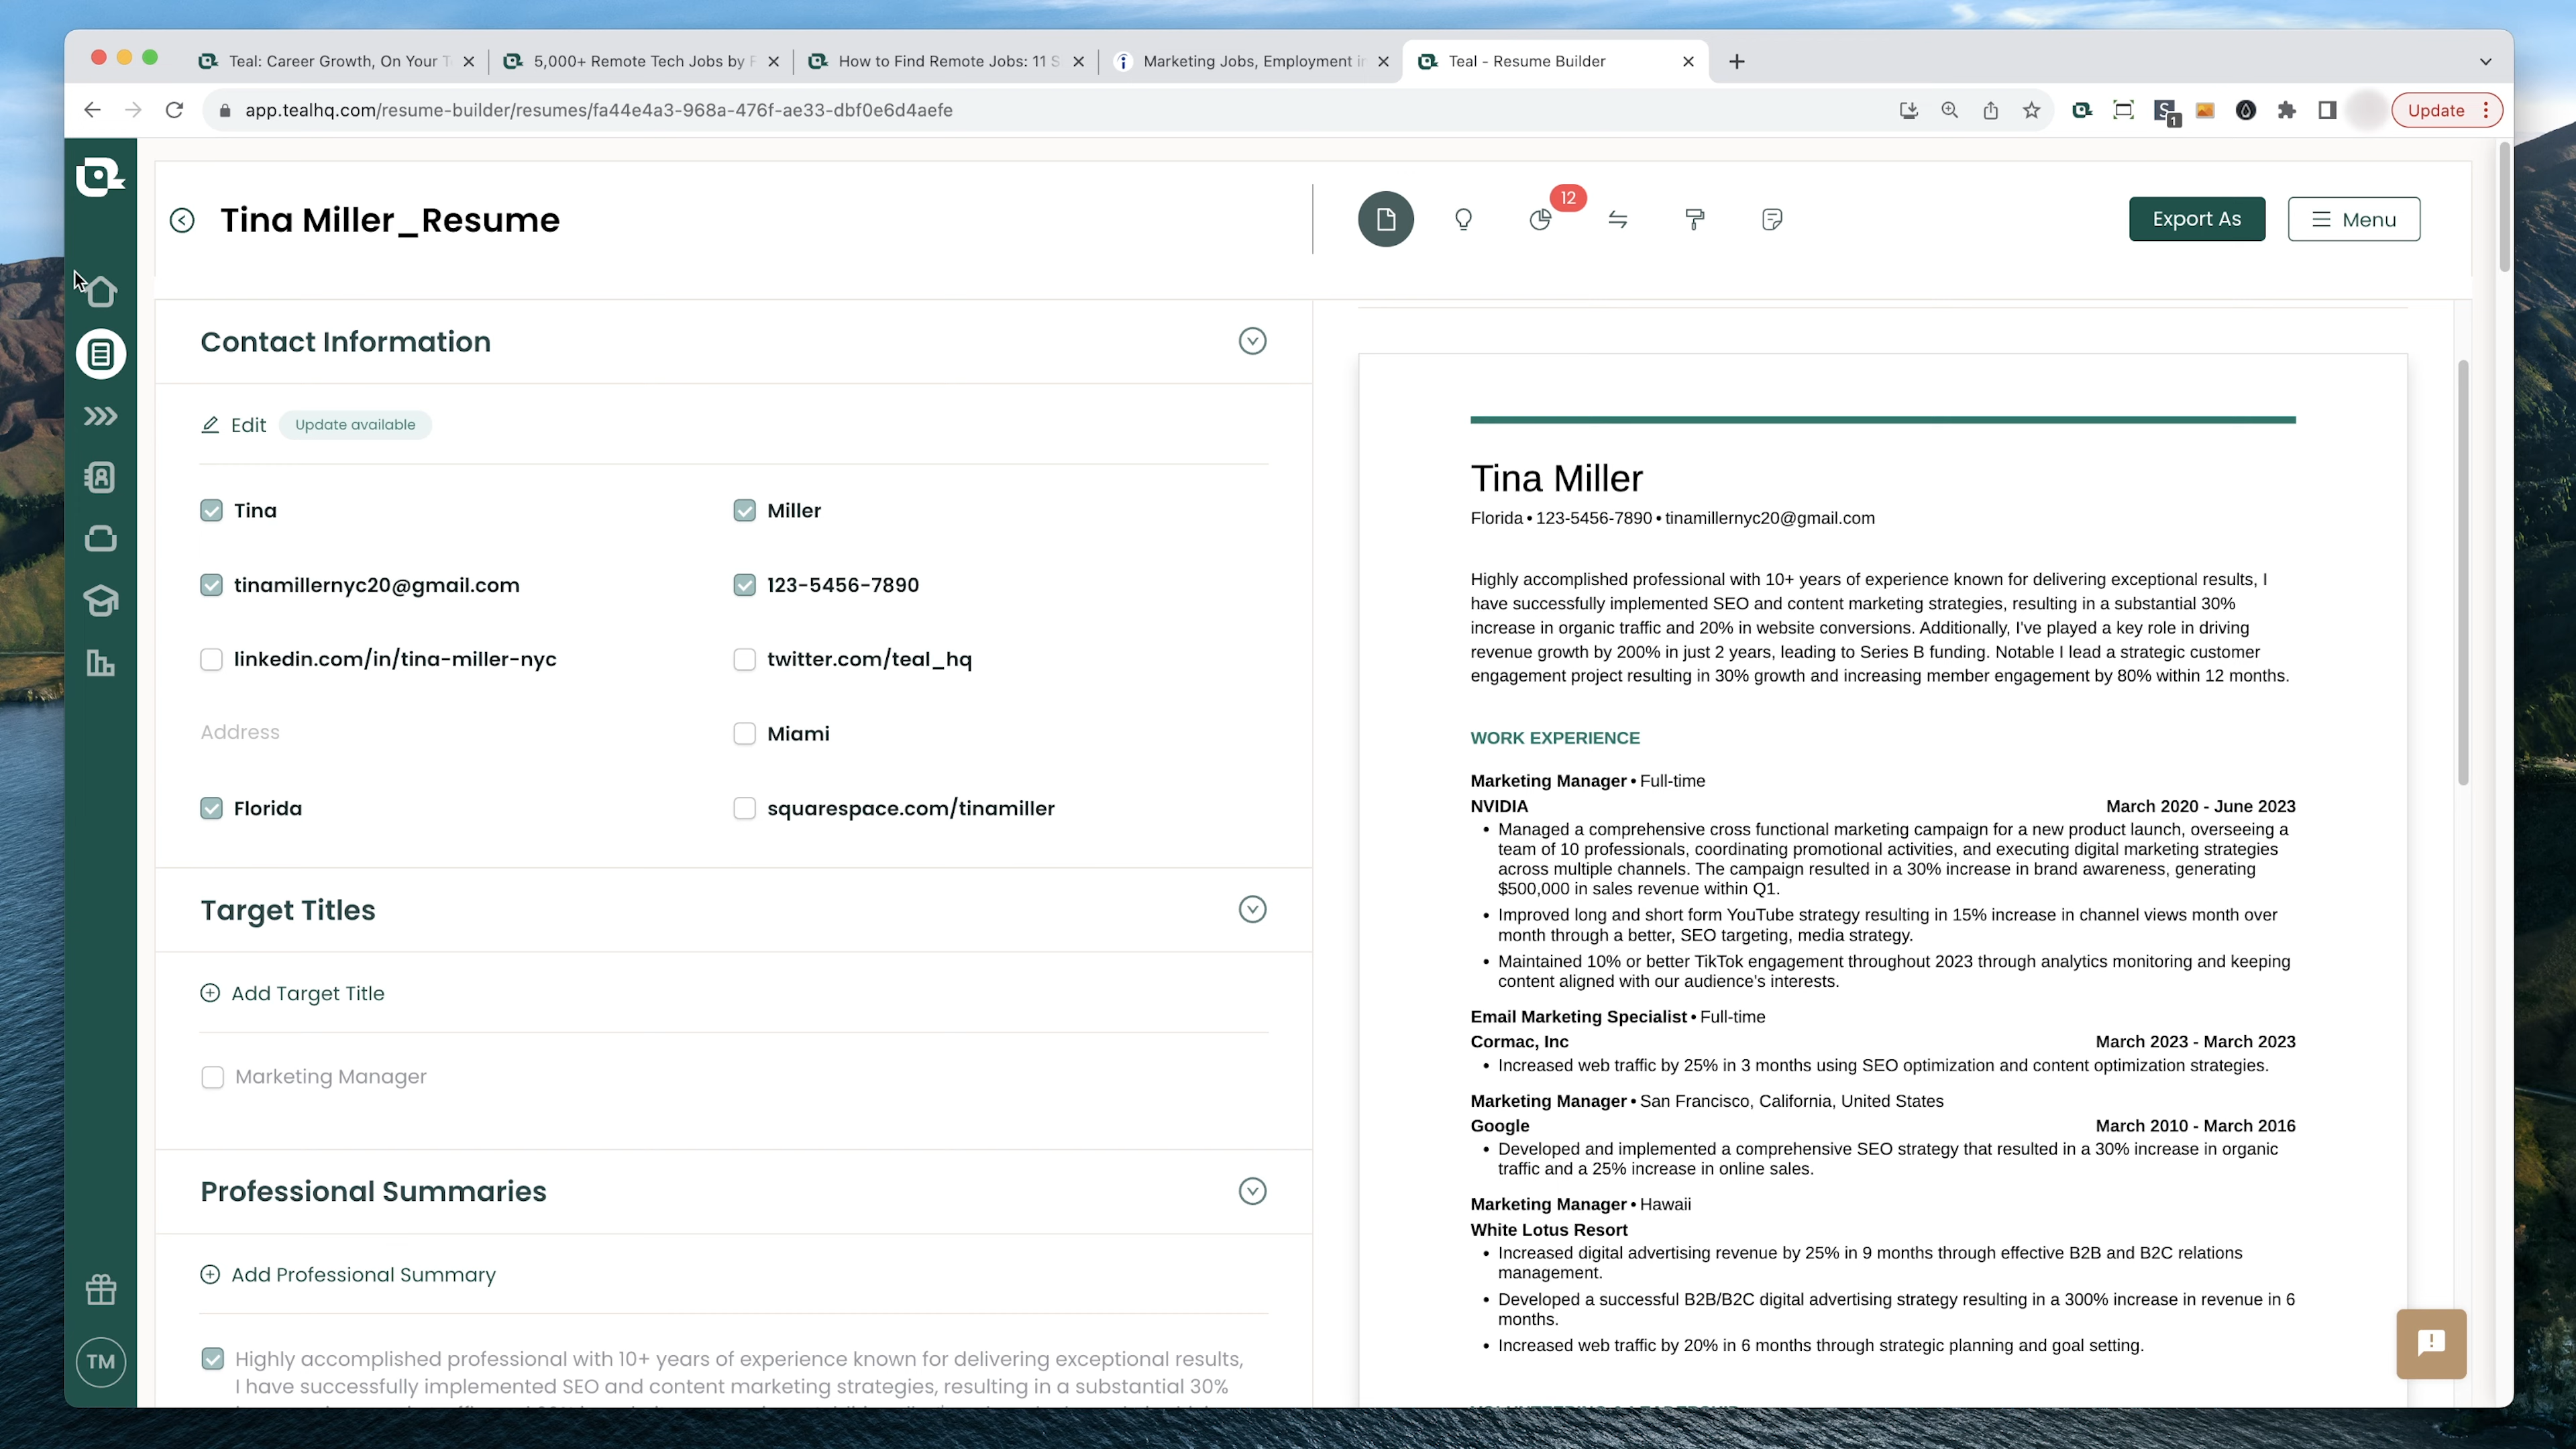 Teal: Career Growth, On Your T
5,000+ Remote Tech Jobs by F
How to Find Remote Jobs: 11 S
Marketing Jobs, Employment in
Teal - Resume Builder
app.tealhq.com/resume-builder/resumes/fa44e4a3-968a-476f-ae33-dbf0e6d4aefe
S
1
Update
Tina Miller_Resume
12
Export As
Menu
Contact Information
Edit
Update available
Tina
Miller
tinamillernyc20@gmail.com
123-5456-7890
linkedin.com/in/tina-miller-nyc
twitter.com/teal_hq
Address
Miami
Florida
squarespace.com/tinamiller
Target Titles
Add Target Title
Marketing Manager
Professional Summaries
Add Professional Summary
Highly accomplished professional with 10+ years of experience known for delivering exceptional results,
I have successfully implemented SEO and content marketing strategies, resulting in a substantial 30%
TM
Tina Miller
Florida • 123-5456-7890 • tinamillernyc20@gmail.com
Highly accomplished professional with 10+ years of experience known for delivering exceptional results, I
have successfully implemented SEO and content marketing strategies, resulting in a substantial 30%
increase in organic traffic and 20% in website conversions. Additionally, I've played a key role in driving
revenue growth by 200% in just 2 years, leading to Series B funding. Notable I lead a strategic customer
engagement project resulting in 30% growth and increasing member engagement by 80% within 12 months.
WORK EXPERIENCE
Marketing Manager • Full-time
NVIDIA March 2020 - June 2023
• Managed a comprehensive cross functional marketing campaign for a new product launch, overseeing a
team of 10 professionals, coordinating promotional activities, and executing digital marketing strategies
across multiple channels. The campaign resulted in a 30% increase in brand awareness, generating
$500,000 in sales revenue within Q1.
• Improved long and short form YouTube strategy resulting in 15% increase in channel views month over
month through a better, SEO targeting, media strategy.
• Maintained 10% or better TikTok engagement throughout 2023 through analytics monitoring and keeping
content aligned with our audience's interests.
Email Marketing Specialist • Full-time
Cormac, Inc March 2023 - March 2023
• Increased web traffic by 25% in 3 months using SEO optimization and content optimization strategies.
Marketing Manager • San Francisco, California, United States
Google March 2010 - March 2016
• Developed and implemented a comprehensive SEO strategy that resulted in a 30% increase in organic
traffic and a 25% increase in online sales.
Marketing Manager • Hawaii
White Lotus Resort
• Increased digital advertising revenue by 25% in 9 months through effective B2B and B2C relations
management.
• Developed a successful B2B/B2C digital advertising strategy resulting in a 300% increase in revenue in 6
months.
• Increased web traffic by 20% in 6 months through strategic planning and goal setting.